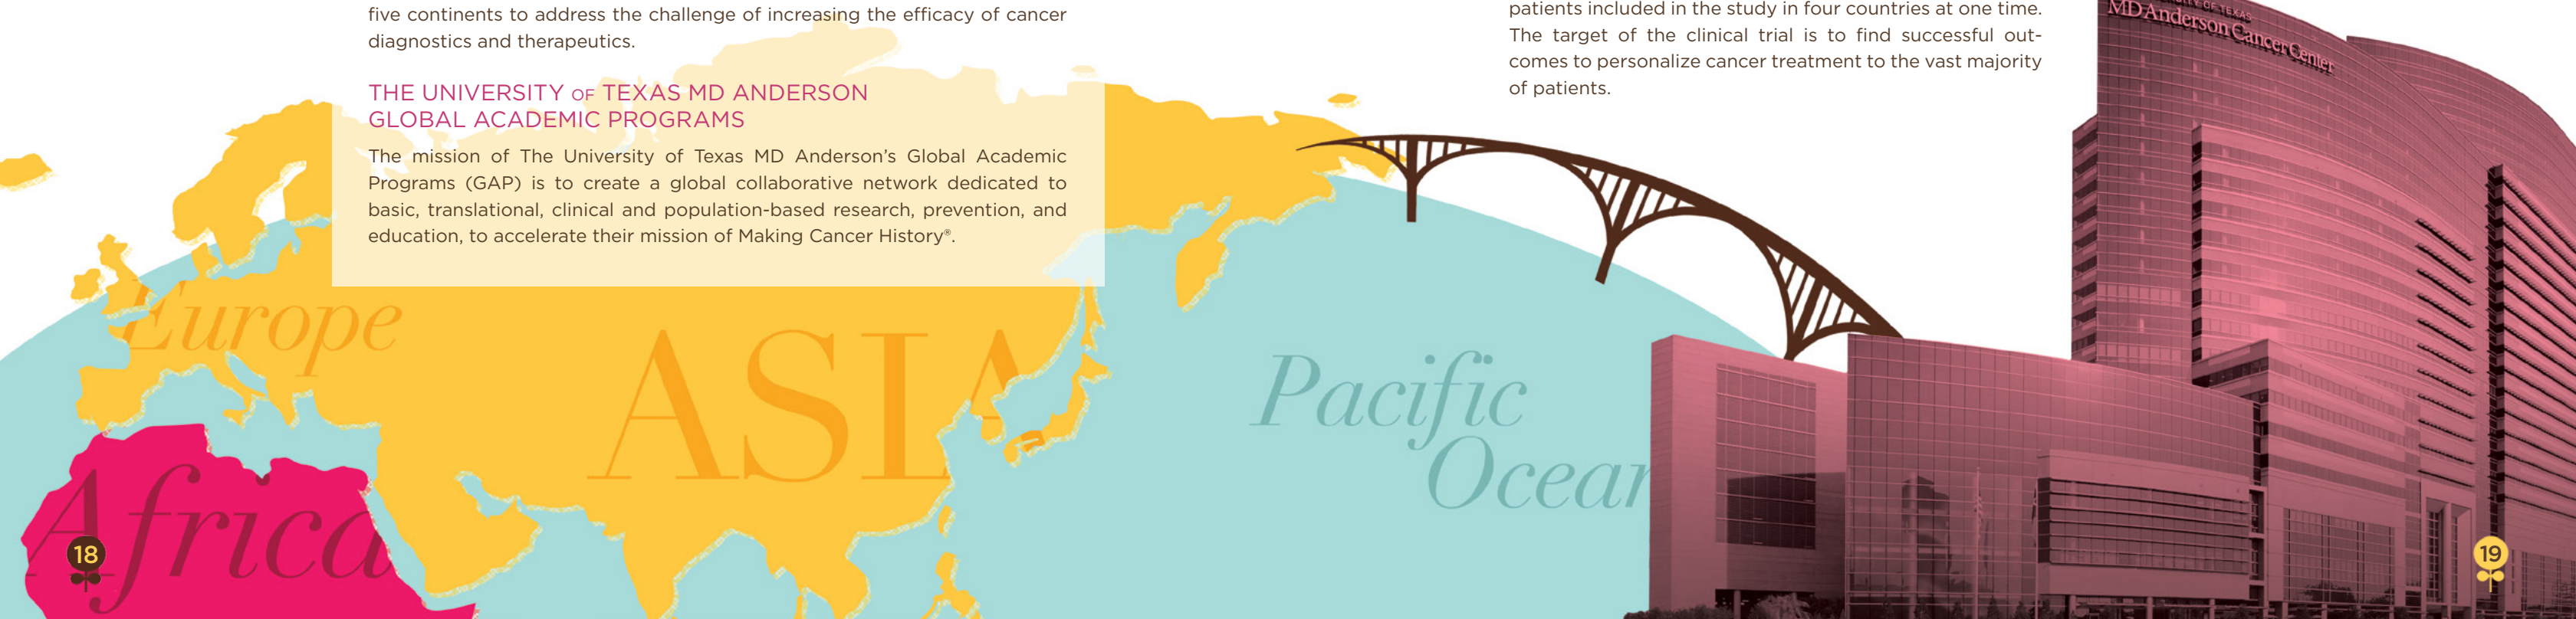 five continents to address the challenge of increasing the efficacy of cancer
diagnostics and therapeutics.
THE UNIVERSITY OF TEXAS MD ANDERSON
GLOBAL ACADEMIC PROGRAMS
The mission of The University of Texas MD Anderson's Global Academic
Programs (GAP) is to create a global collaborative network dedicated to
basic, translational, clinical and population-based research, prevention, and
education, to accelerate their mission of Making Cancer History®.
patients included in the study in four countries at one time.
The target of the clinical trial is to find successful out-
comes to personalize cancer treatment to the vast majority
of patients.
OF TEXAS
MD Anderson Cancer Center
Europe
ASIA
Africa
Pacific
Ocean
18
19